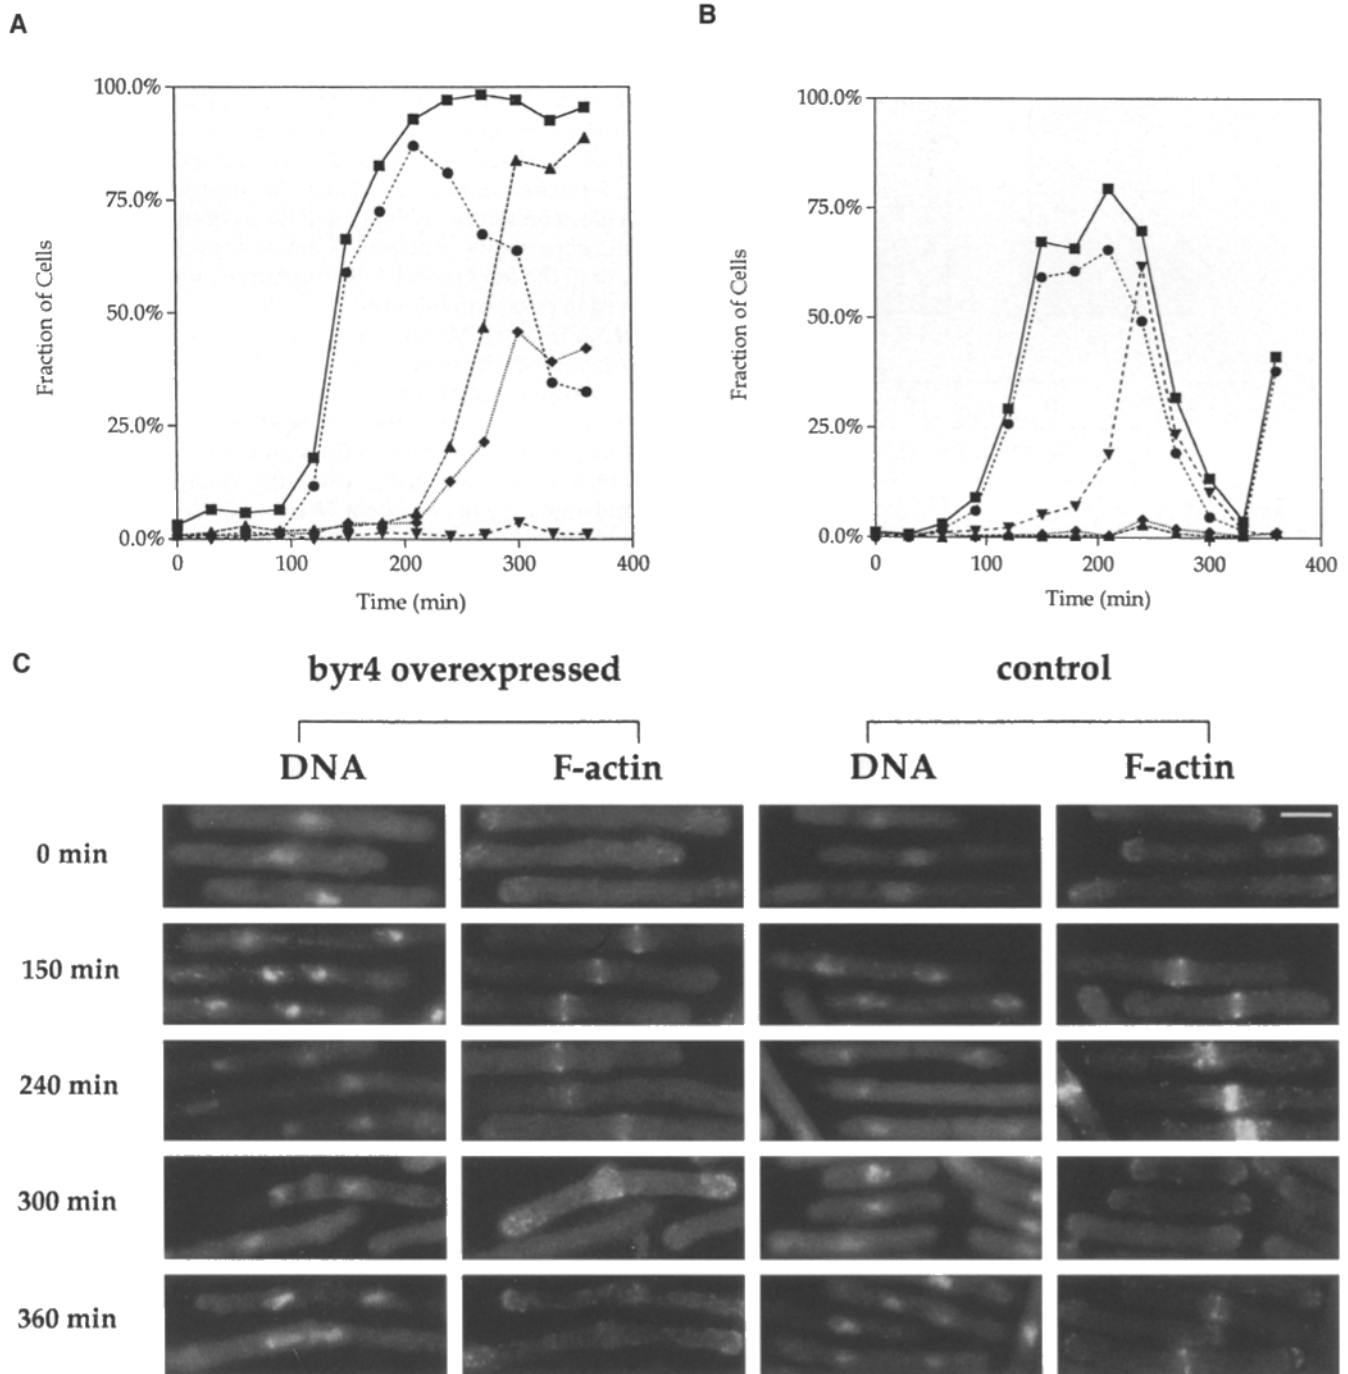 A
B
100.0%
75.0%
50.0%
25.0%
0.0%
Fraction of Cells
0 100 200 300 400
Time (min)
100.0%
75.0%
50.0%
25.0%
0.0%
Fraction of Cells
0 100 200 300 400
Time (min)
C
byr4 overexpressed control
DNA F-actin DNA F-actin
0 min
150 min
240 min
300 min
360 min